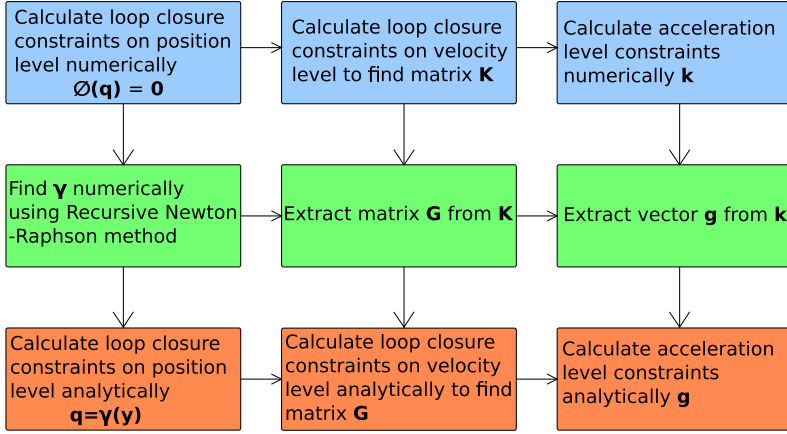 Calculate loop closure
constraints on position
level numerically
∅(q) = 0
Calculate loop closure
constraints on velocity
level to find matrix K
Calculate acceleration
level constraints
numerically k
Find γ numerically
using Recursive Newton
-Raphson method
Extract matrix G from K
Extract vector g from k
Calculate loop closure
constraints on position
level analytically
q=γ(y)
Calculate loop closure
constraints on velocity
level analytically to find
matrix G
Calculate acceleration
level constraints
analytically g